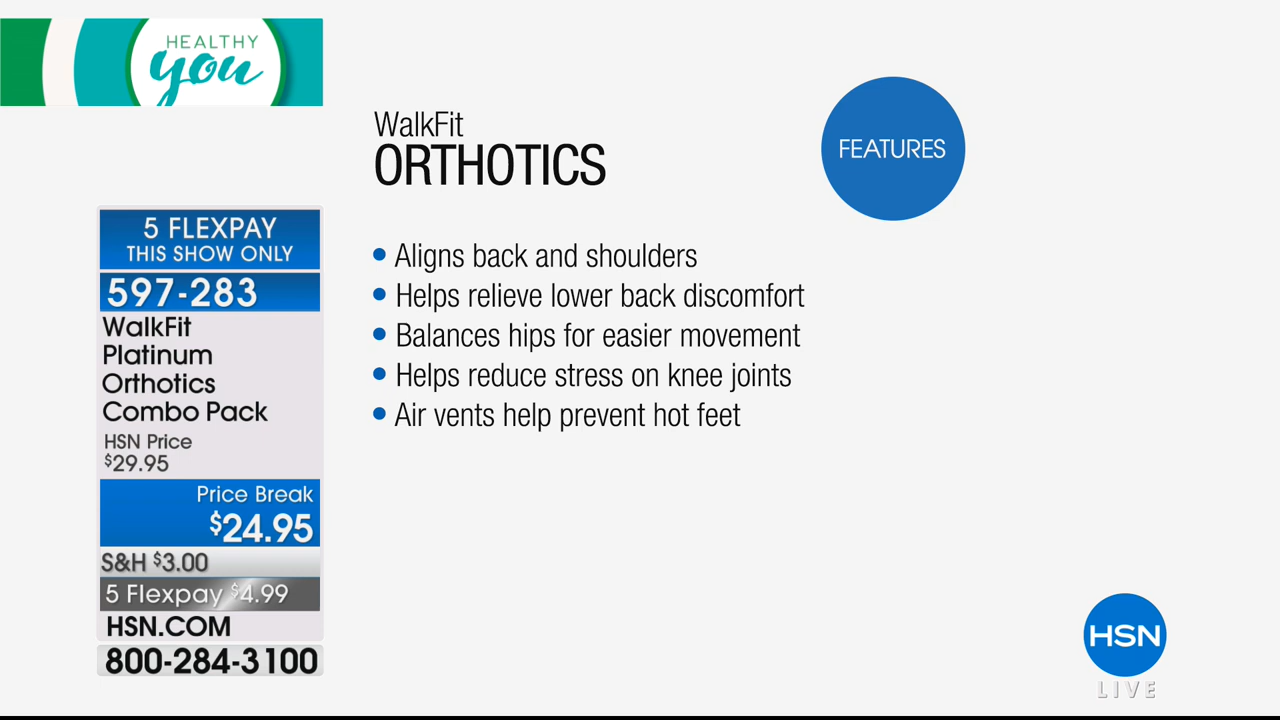 HEALTHY
you
WalkFit
ORTHOTICS
FEATURES
• Aligns back and shoulders
• Helps relieve lower back discomfort
• Balances hips for easier movement
• Helps reduce stress on knee joints
• Air vents help prevent hot feet
5 FLEXPAY
THIS SHOW ONLY
597-283
WalkFit
Platinum
Orthotics
Combo Pack
HSN Price
$29.95
Price Break
$24.95
S&H $3.00
5 Flexpay $4.99
HSN.COM
800-284-3100
HSN
LIVE